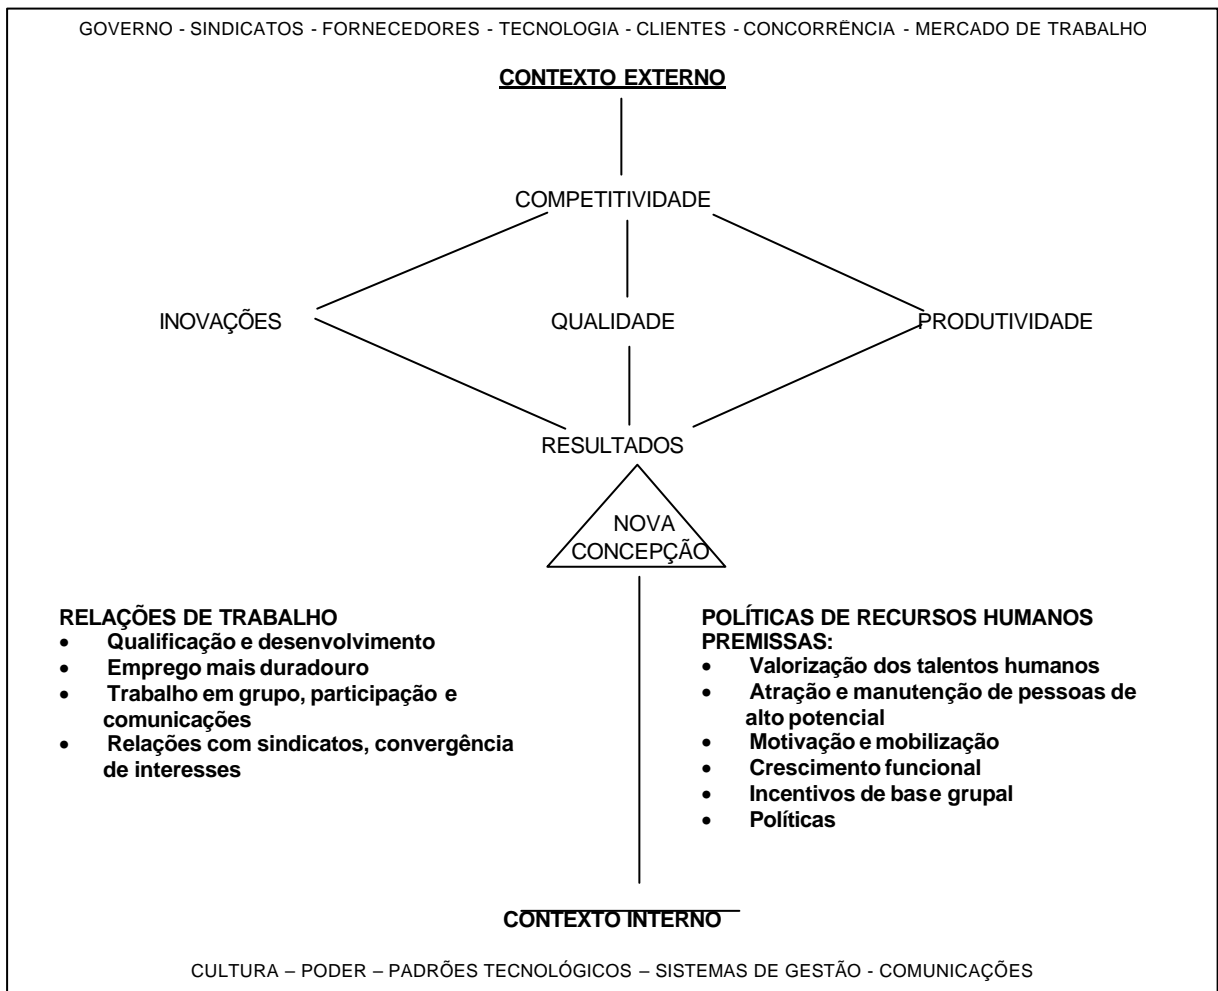 GOVERNO - SINDICATOS - FORNECEDORES - TECNOLOGIA - CLIENTES - CONCORRÊNCIA - MERCADO DE TRABALHO
CONTEXTO EXTERNO
COMPETITIVIDADE
INOVAÇÕES QUALIDADE PRODUTIVIDADE
RESULTADOS
NOVA
CONCEPÇÃO
RELAÇÕES DE TRABALHO
• Qualificação e desenvolvimento
• Emprego mais duradouro
• Trabalho em grupo, participação e
comunicações
• Relações com sindicatos, convergência
de interesses
POLÍTICAS DE RECURSOS HUMANOS
PREMISSAS:
• Valorização dos talentos humanos
• Atração e manutenção de pessoas de
alto potencial
• Motivação e mobilização
• Crescimento funcional
• Incentivos de base grupal
• Políticas
CONTEXTO INTERNO
CULTURA – PODER – PADRÕES TECNOLÓGICOS – SISTEMAS DE GESTÃO - COMUNICAÇÕES